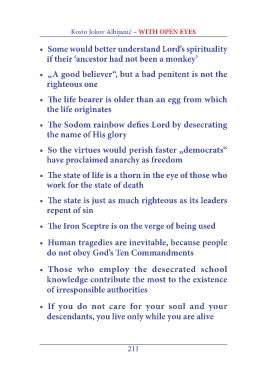 Kosto Jokov Albijanić – WITH OPEN EYES
• Some would better understand Lord's spirituality
if their 'ancestor had not been a monkey'
• „A good believer“, but a bad penitent is not the
righteous one
• The life bearer is older than an egg from which
the life originates
• The Sodom rainbow defies Lord by desecrating
the name of His glory
• So the virtues would perish faster „democrats“
have proclaimed anarchy as freedom
• The state of life is a thorn in the eye of those who
work for the state of death
• The state is just as much righteous as its leaders
repent of sin
• The Iron Sceptre is on the verge of being used
• Human tragedies are inevitable, because people
do not obey God's Ten Commandments
• Those who employ the desecrated school
knowledge contribute the most to the existence
of irresponsible authorities
• If you do not care for your soul and your
descendants, you live only while you are alive
211